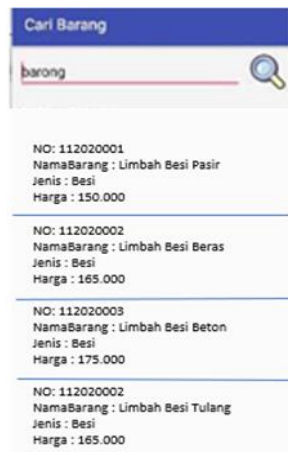 Cari Barang
barong
NO: 112020001
NamaBarang : Limbah Besi Pasir
Jenis : Besi
Harga : 150.000
NO: 112020002
NamaBarang : Limbah Besi Beras
Jenis : Besi
Harga : 165.000
NO: 112020003
NamaBarang : Limbah Besi Beton
Jenis : Besi
Harga : 175.000
NO: 112020002
NamaBarang : Limbah Besi Tulang
Jenis : Besi
Harga : 165.000